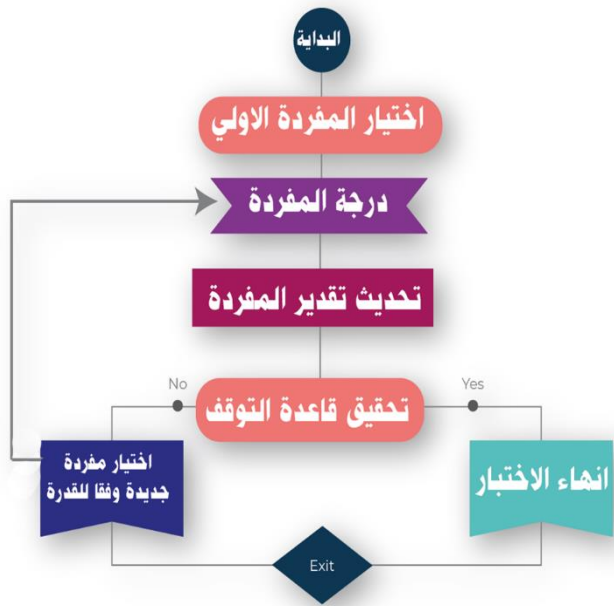 البداية
اختيار المفردة الاولي
درجة المفردة
تحديث تقدير المفردة
No
Yes
تحقيق قاعدة التوقف
اختيار مفردة
جديدة وفقا للقدرة
انهاء الاختبار
Exit